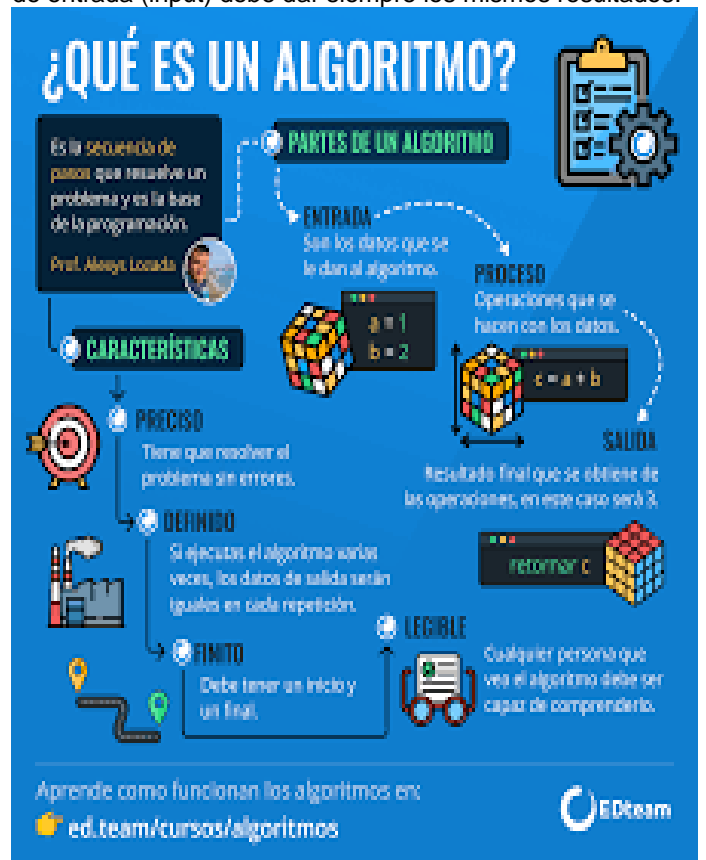 de entrada (input) debe dar siempre los mismos resultados.
¿QUÉ ES UN ALGORITMO?
Es la secuencia de
pasos que resuelve un
problema y es la base
de la programación.
Prof. Alexys Lozada
PARTES DE UN ALGORITMO
ENTRADA
Son los datos que se
le dan al algoritmo.
a = 1
b = 2
PROCESO
Operaciones que se
hacen con los datos.
c = a + b
SALIDA
Resultado final que se obtiene de
las operaciones, en este caso será 3.
retornar c
CARACTERÍSTICAS
PRECISO
Tiene que resolver el
problema sin errores.
DEFINIDO
Si ejecutas el algoritmo varias
veces, los datos de salida serán
iguales en cada repetición.
FINITO
Debe tener un inicio y
un final.
LEGIBLE
Cualquier persona que
vea el algoritmo debe ser
capaz de comprenderlo.
Aprende como funcionan los algoritmos en:
ed.team/cursos/algoritmos
EDteam